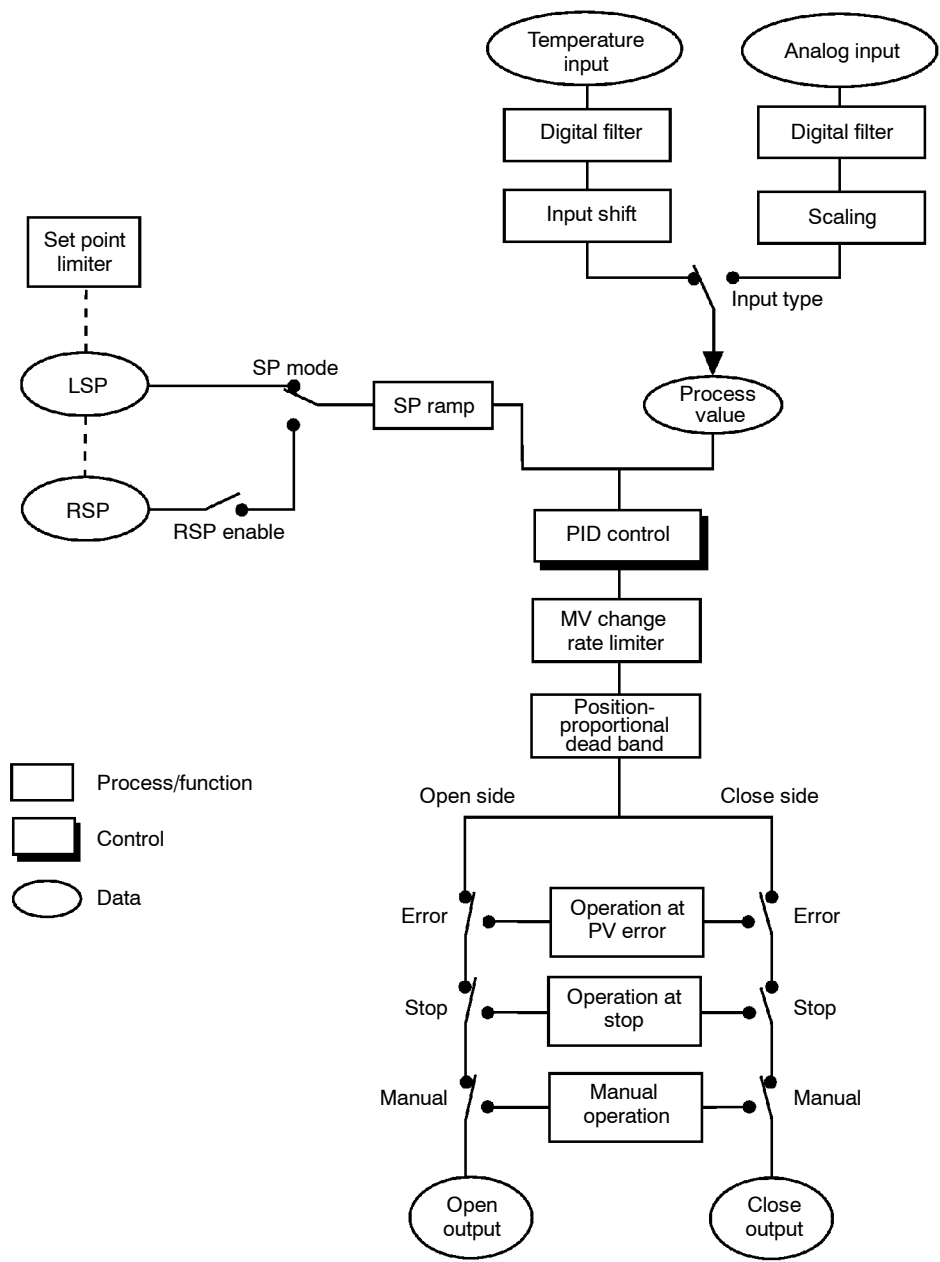 Temperature
input
Analog input
Digital filter
Digital filter
Input shift
Scaling
Input type
Set point
limiter
LSP
SP mode
SP ramp
Process
value
RSP
RSP enable
PID control
MV change
rate limiter
Position-
proportional
dead band
Process/function
Control
Data
Open side
Close side
Error
Operation at
PV error
Error
Stop
Operation at
stop
Stop
Manual
Manual
operation
Manual
Open
output
Close
output